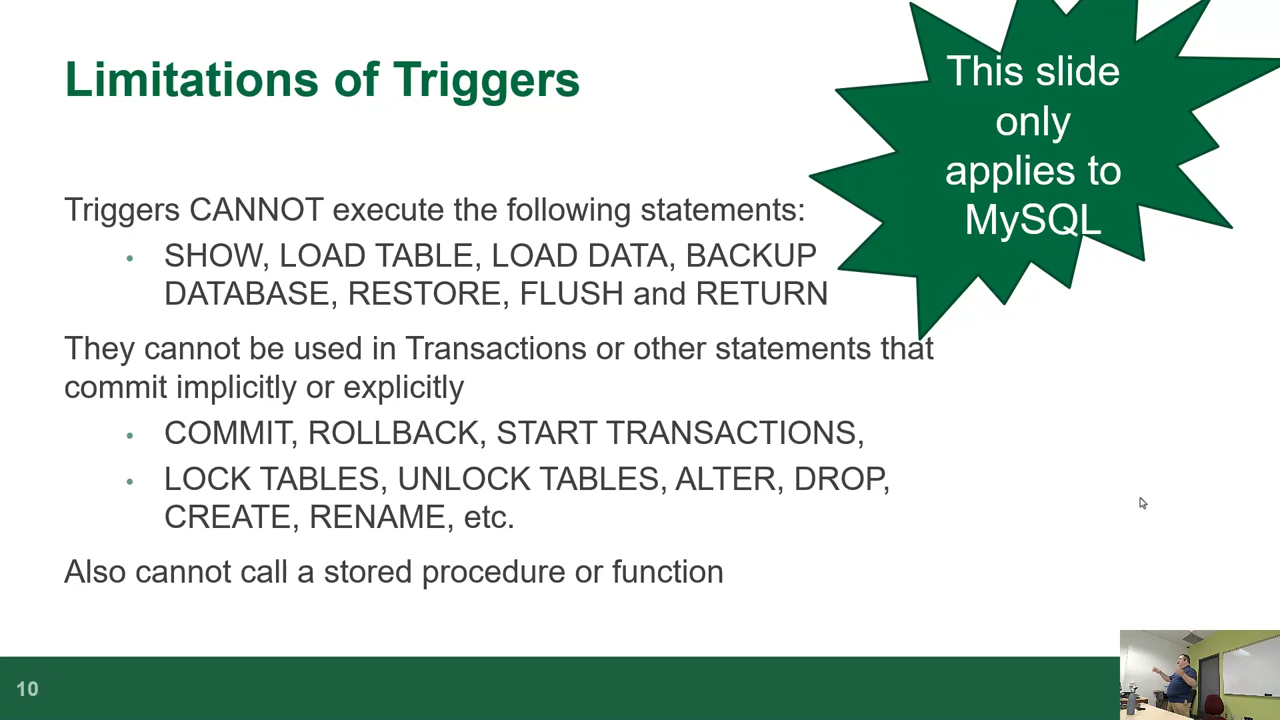 Limitations of Triggers
This slide
only
applies to
MySQL
Triggers CANNOT execute the following statements:
• SHOW, LOAD TABLE, LOAD DATA, BACKUP
DATABASE, RESTORE, FLUSH and RETURN
They cannot be used in Transactions or other statements that
commit implicitly or explicitly
• COMMIT, ROLLBACK, START TRANSACTIONS,
• LOCK TABLES, UNLOCK TABLES, ALTER, DROP,
CREATE, RENAME, etc.
Also cannot call a stored procedure or function
10